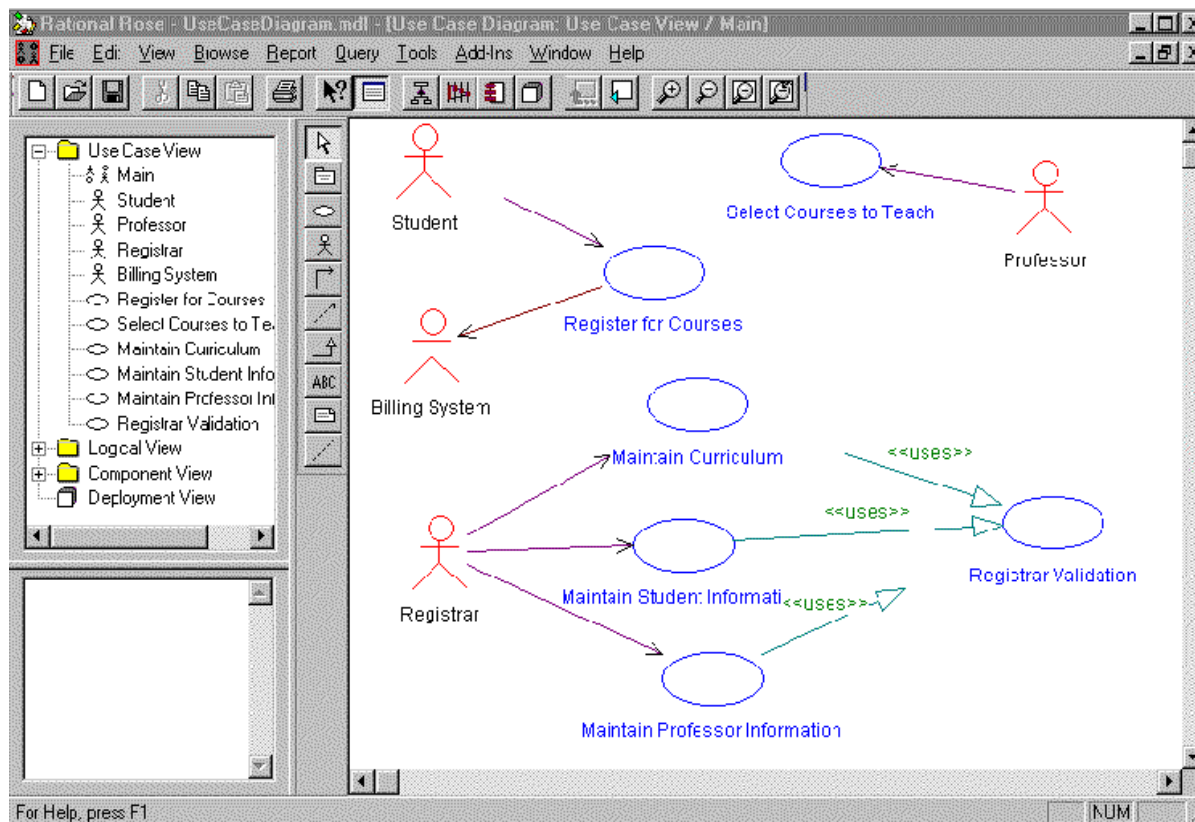 Rational Rose - UseCaseDiagram.mdl - [Use Case Diagram: Use Case View / Main]
File Edit View Browse Report Query Tools Add-Ins Window Help
Use Case View
Main
Student
Professor
Registrar
Billing System
Register for Courses
Select Courses to Tea
Maintain Curriculum
Maintain Student Info
Maintain Professor Inf
Registrar Validation
Logical View
Component View
Deployment View
ABC
Student
Select Courses to Teach
Professor
Register for Courses
Billing System
Maintain Curriculum
<<uses>>
<<uses>>
Registrar Validation
Maintain Student Informati
<<uses>>
Registrar
Maintain Professor Information
For Help, press F1
NUM